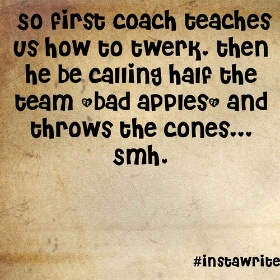 So first coach teaches
us how to twerk. then
he be calling half the
team "bad apples" and
throws the cones...
smh.
#instawrite